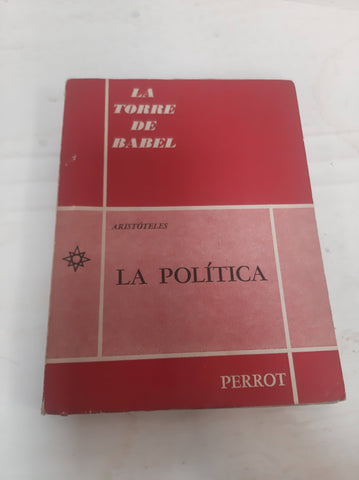 LA
TORRE
DE
BABEL
ARISTÓTELES
LA POLÍTICA
PERROT